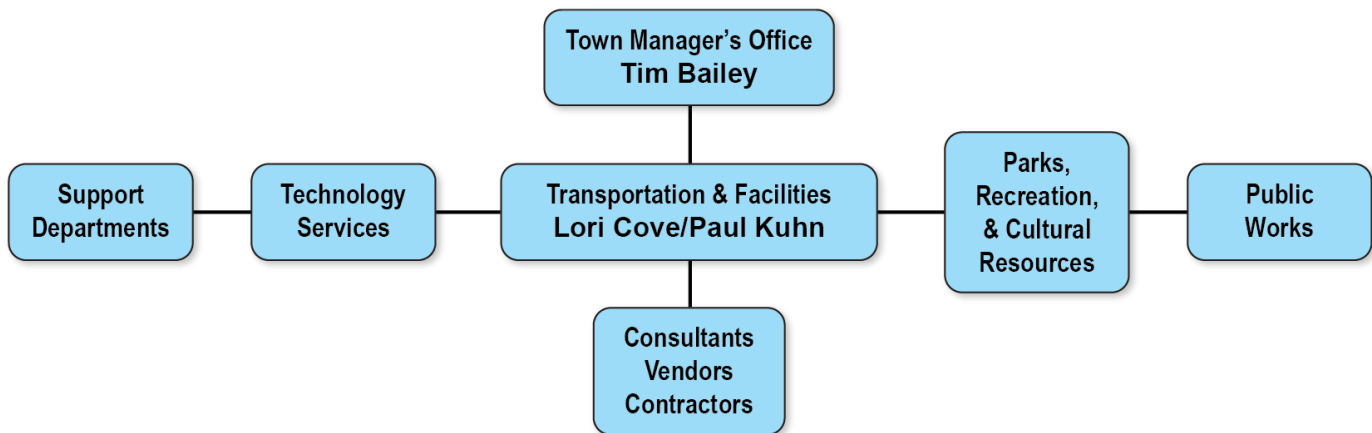 Town Manager’s Office
Tim Bailey
Support
Departments
Technology
Services
Transportation & Facilities
Lori Cove/Paul Kuhn
Parks,
Recreation,
& Cultural
Resources
Public
Works
Consultants
Vendors
Contractors